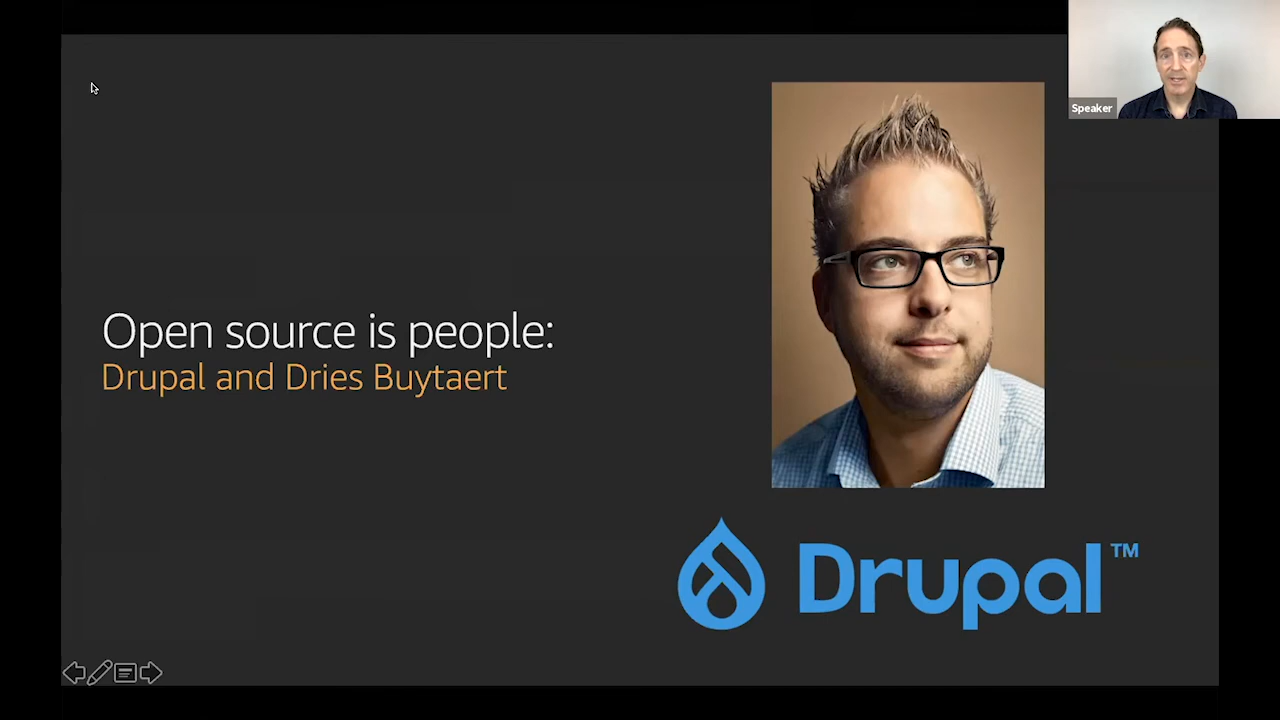 Speaker
Open source is people:
Drupal and Dries Buytaert
Drupal™